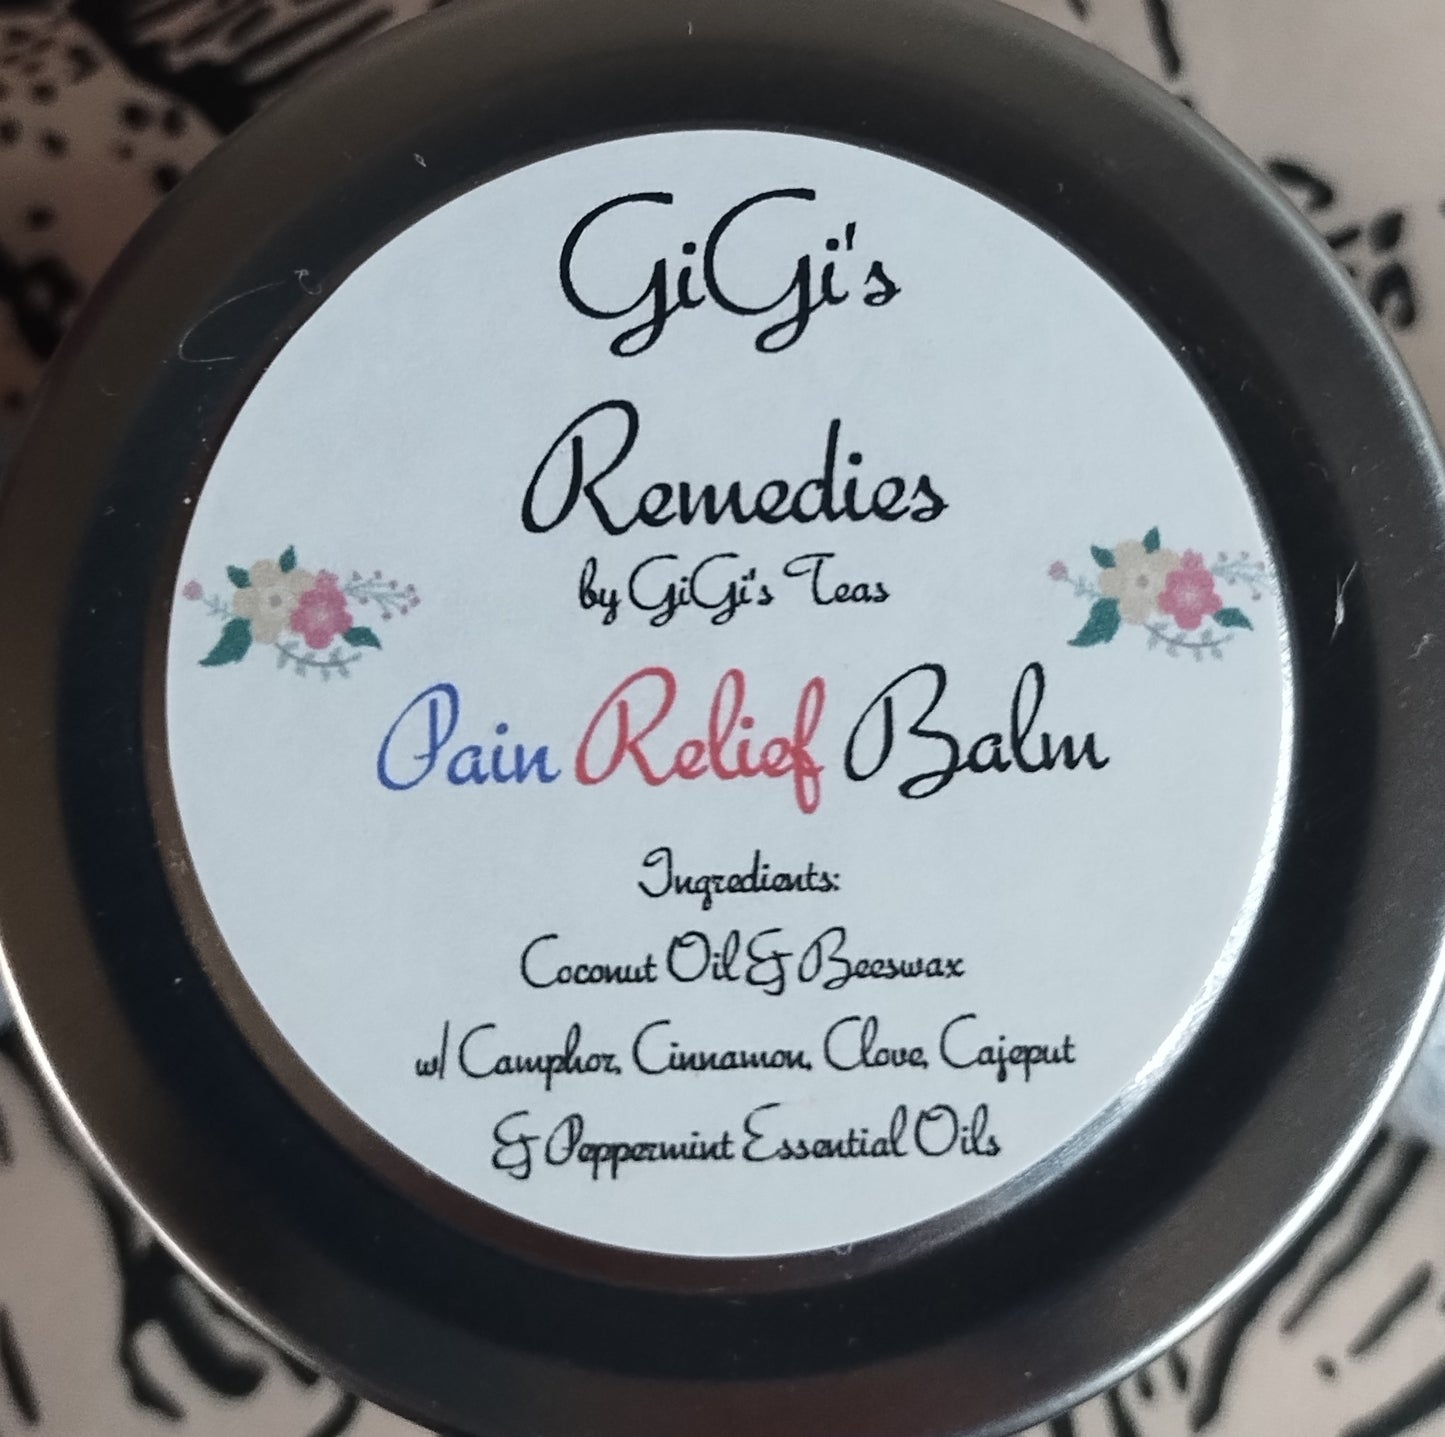 GiGi's
Remedies
by GiGi's Teas
Pain Relief Balm
Ingredients:
Coconut Oil & Beeswax
w/ Camphor, Cinnamon, Clove, Cajeput
& Peppermint Essential Oils